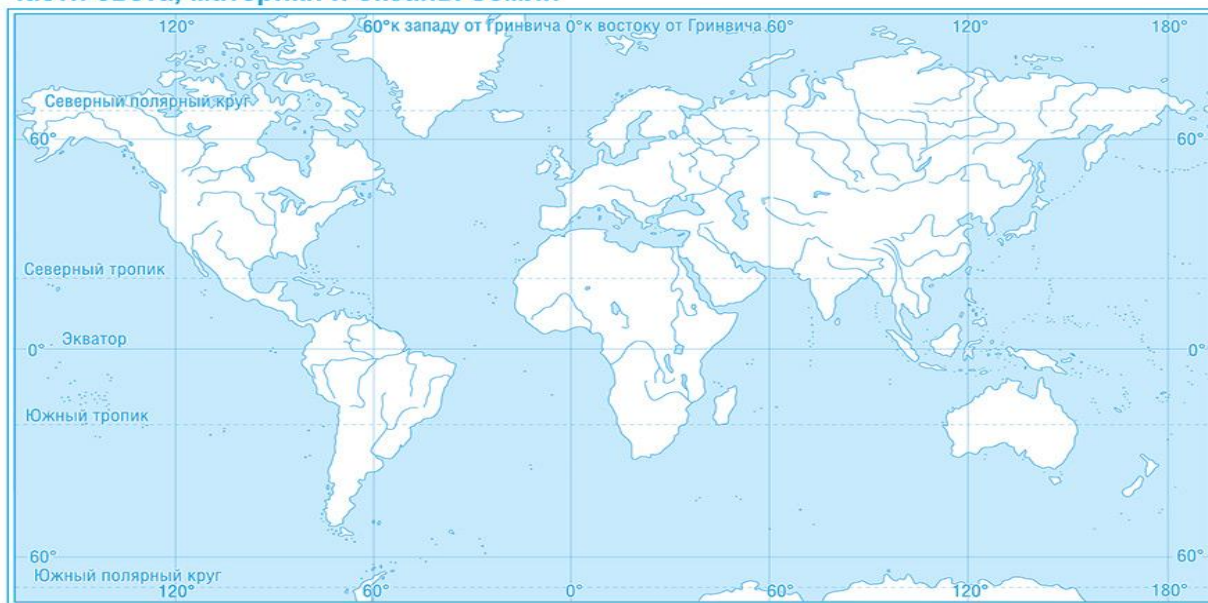 120° 60°к западу от Гринвича 0°к востоку от Гринвича 60° 120° 180°
Северный полярный круг
60° 60°
Северный тропик
Экватор
0° 0°
Южный тропик
60° 60°
Южный полярный круг
120° 60° 0° 60° 120° 180°